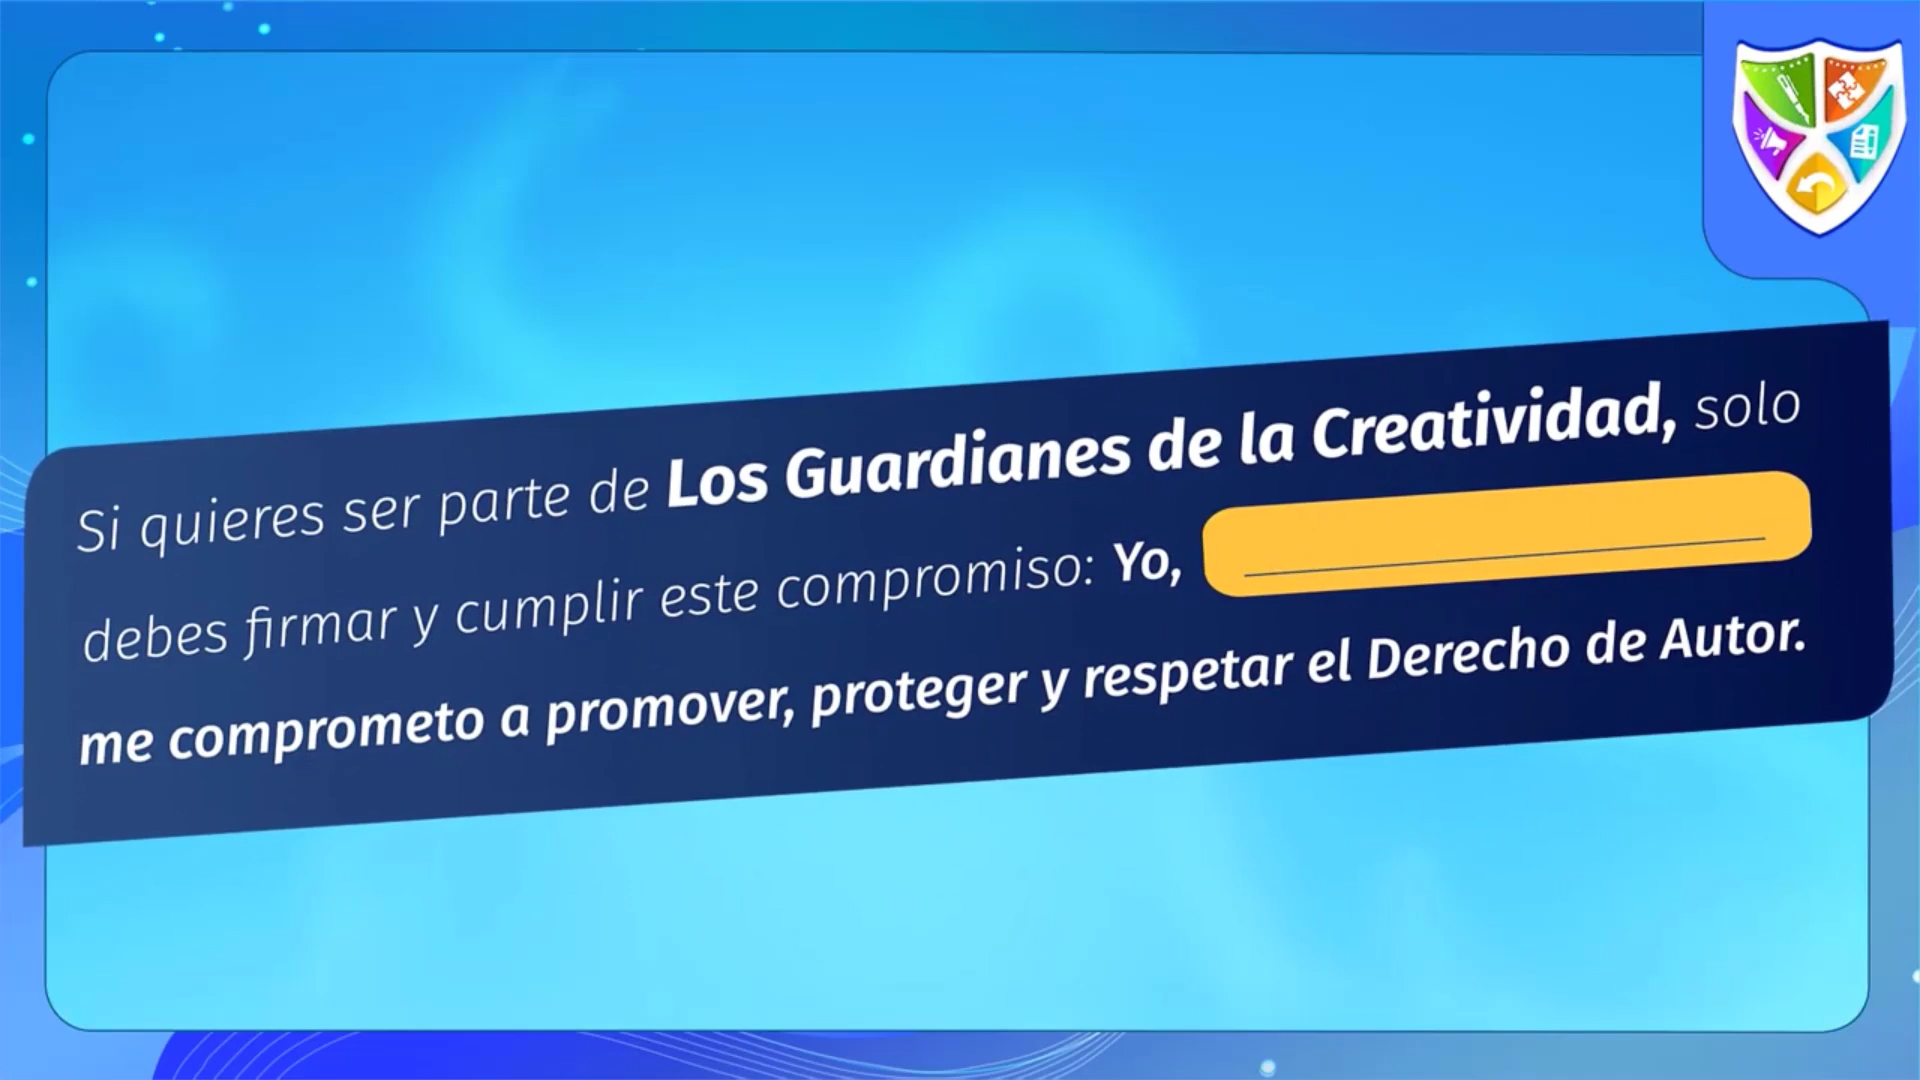 Si quieres ser parte de Los Guardianes de la Creatividad, solo
debes firmar y cumplir este compromiso: Yo, ____________________
me comprometo a promover, proteger y respetar el Derecho de Autor.